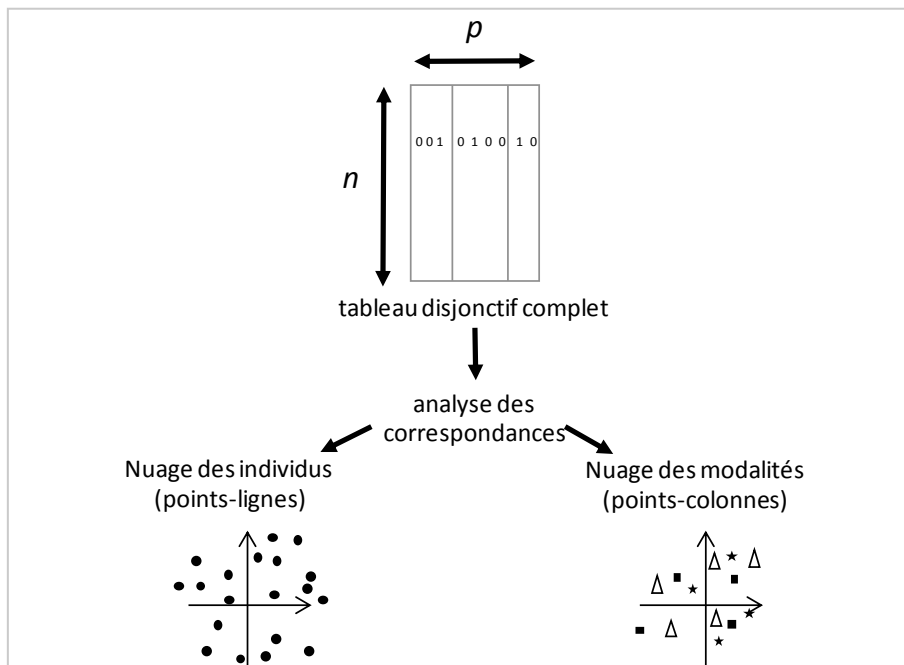 p
n
001 0100 10
tableau disjonctif complet
analyse des
correspondances
Nuage des individus
(points-lignes)
Nuage des modalités
(points-colonnes)